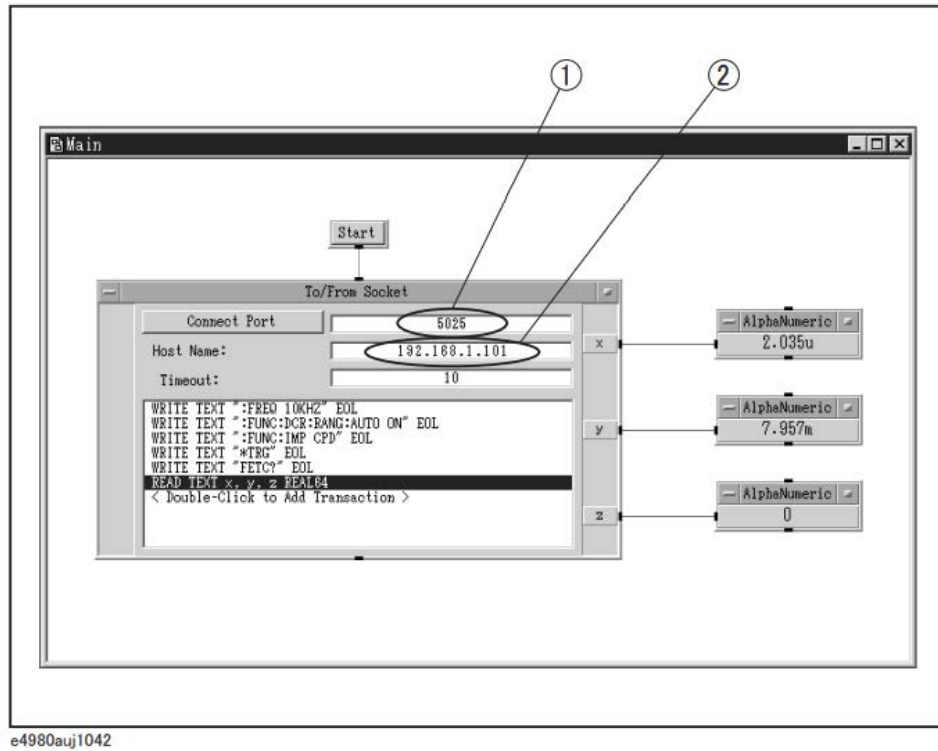 ① ②
Main
Start
To/From Socket
Connect Port 5025
Host Name: 192.168.1.101
Timeout: 10
WRITE TEXT ":FREQ 10KHZ" EOL
WRITE TEXT ":FUNC:DCR:RANG:AUTO ON" EOL
WRITE TEXT ":FUNC:IMP CPD" EOL
WRITE TEXT "*TRG" EOL
WRITE TEXT "FETC?" EOL
READ TEXT x, y, z REAL64
< Double-Click to Add Transaction >
x
y
z
AlphaNumeric
2.035u
AlphaNumeric
7.957m
AlphaNumeric
0
e4980auj1042